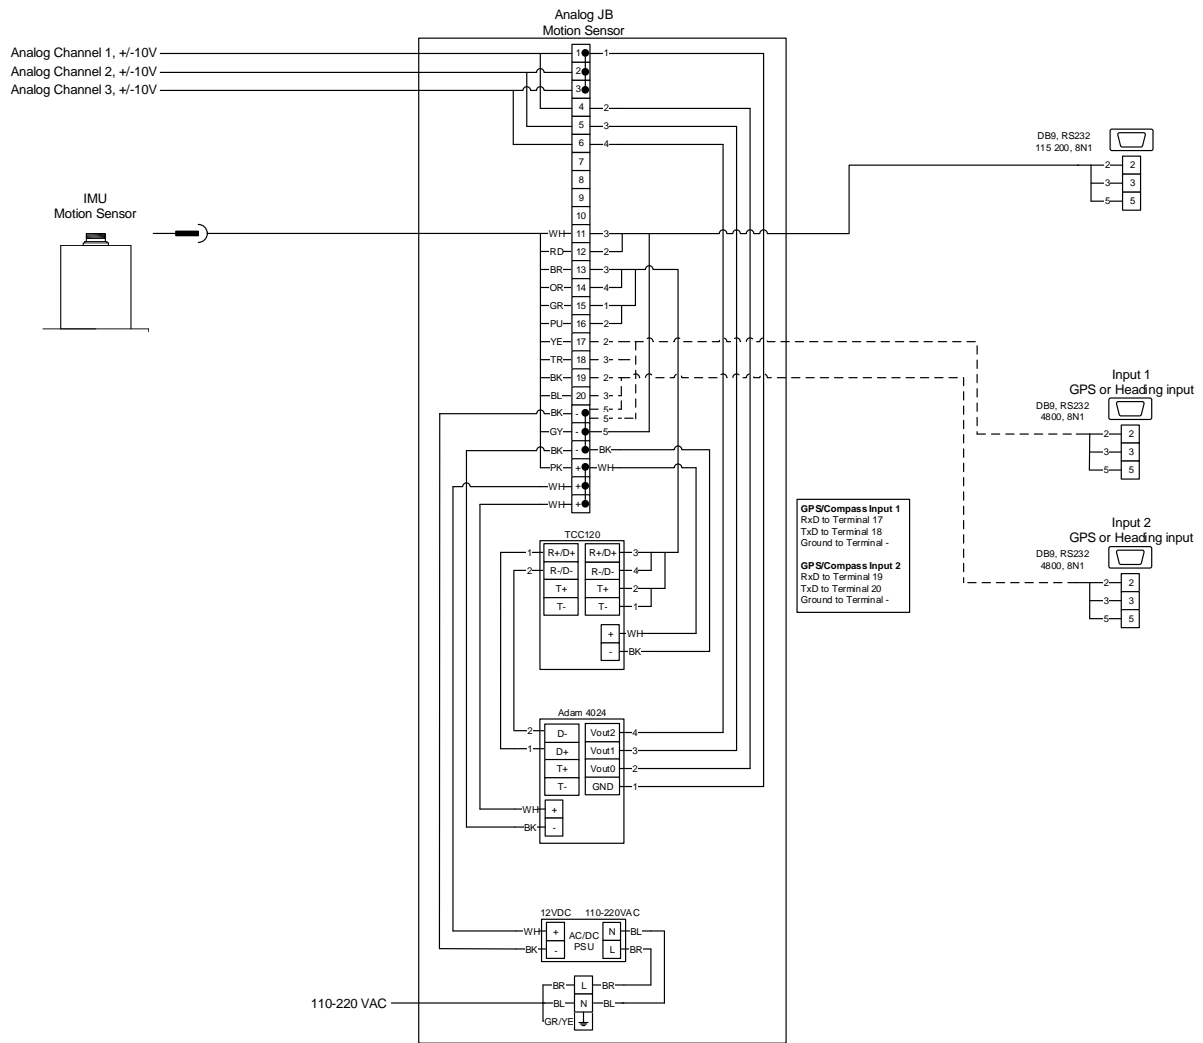 Analog JB
Motion Sensor
Analog Channel 1, +/-10V
Analog Channel 2, +/-10V
Analog Channel 3, +/-10V
1 1
2
3
4 2
5 3
6 4
7
8
9
10
DB9, RS232
115 200, 8N1
2 2
3 3
5 5
IMU
Motion Sensor
WH 11 3
RD 12 2
BR 13 3
OR 14 4
GR 15 1
PU 16 2
YE 17 2
TR 18 3
BK 19 2
BL 20 3
BK - 5
5
GY - 5
BK - BK
PK + WH
WH +
WH +
Input 1
GPS or Heading input
DB9, RS232
4800, 8N1
2 2
3 3
5 5
GPS/Compass Input 1
RxD to Terminal 17
TxD to Terminal 18
Ground to Terminal -
GPS/Compass Input 2
RxD to Terminal 19
TxD to Terminal 20
Ground to Terminal -
Input 2
GPS or Heading input
DB9, RS232
4800, 8N1
2 2
3 3
5 5
TCC120
1 R+/D+ R+/D+ 3
2 R-/D- R-/D- 4
T+ T+ 2
T- T- 1
+ WH
- BK
Adam 4024
2 D- Vout2 4
1 D+ Vout1 3
T+ Vout0 2
T- GND 1
WH +
BK -
12VDC 110-220VAC
WH + AC/DC N BL
BK - PSU L BR
BR L BR
110-220 VAC BL N BL
GR/YE